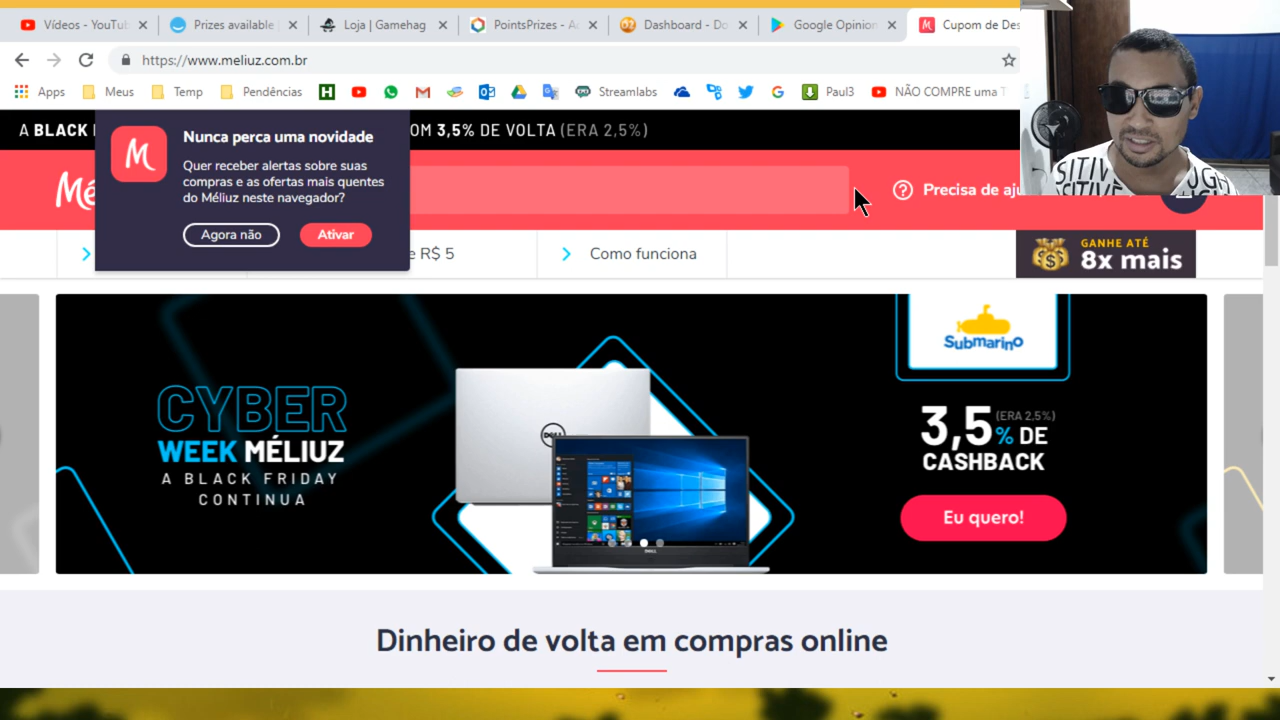 Vídeos - YouTu
Prizes available
Loja | Gamehag
PointsPrizes - A
Dashboard - Do
Google Opinion
Cupom de Des
https://www.meliuz.com.br
Apps
Meus
Temp
Pendências
H
Streamlabs
Paul3
NÃO COMPRE uma T
A BLACK
OM 3,5% DE VOLTA (ERA 2,5%)
M
Nunca perca uma novidade
Quer receber alertas sobre suas
compras e as ofertas mais quentes
do Méliuz neste navegador?
Agora não
Ativar
Mé
Precisa de aju
e R$ 5
Como funciona
GANHE ATÉ
8x mais
CYBER
WEEK MÉLIUZ
A BLACK FRIDAY
CONTINUA
DELL
DELL
Submarino
3,5% (ERA 2,5%) DE
CASHBACK
Eu quero!
Dinheiro de volta em compras online